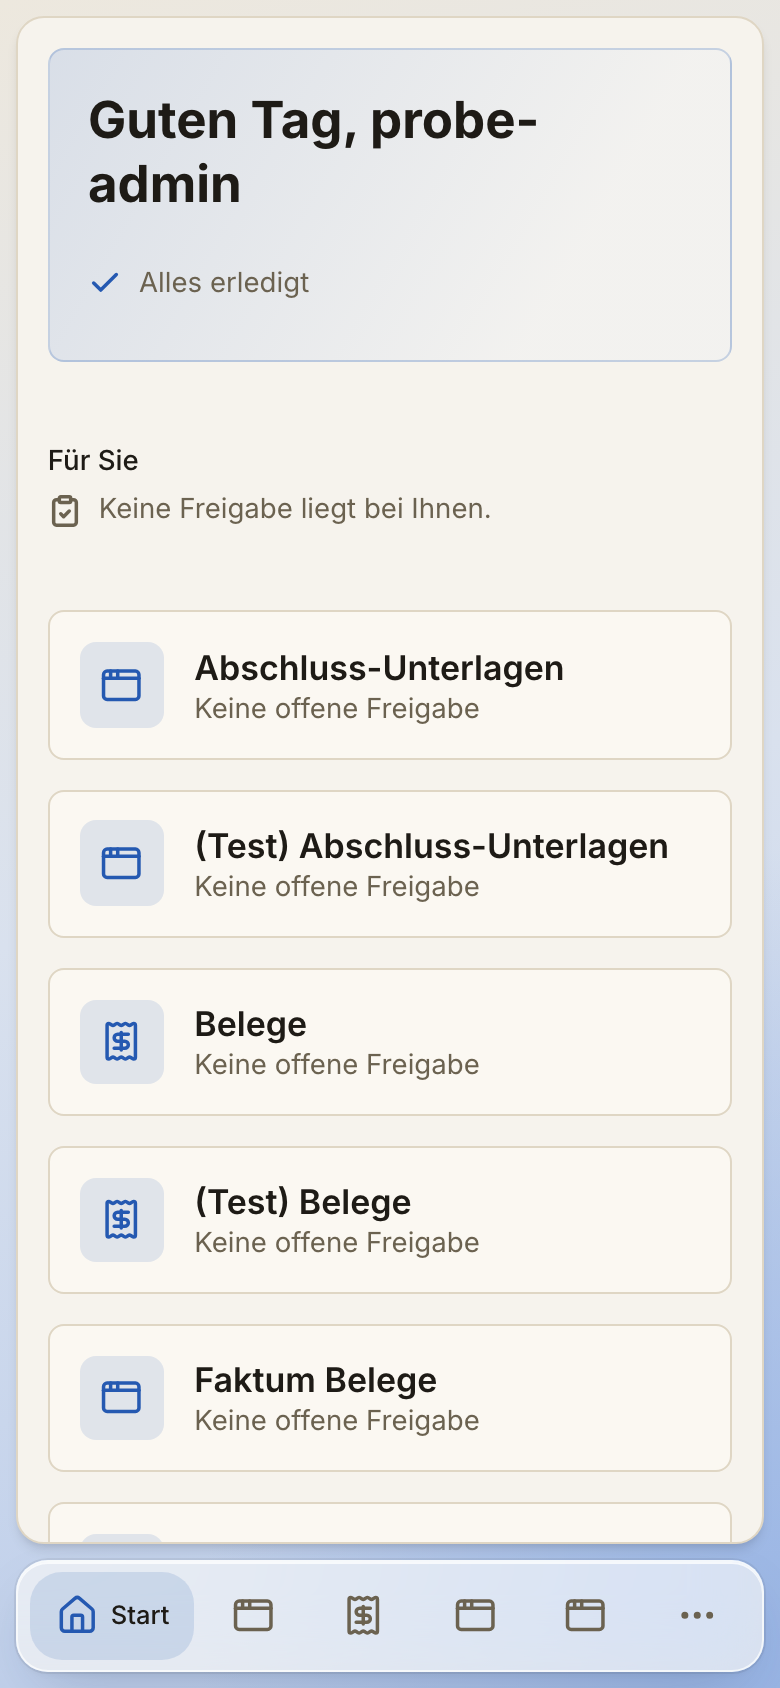 Guten Tag, probe-
admin
Alles erledigt
Für Sie
Keine Freigabe liegt bei Ihnen.
Abschluss-Unterlagen
Keine offene Freigabe
(Test) Abschluss-Unterlagen
Keine offene Freigabe
Belege
Keine offene Freigabe
(Test) Belege
Keine offene Freigabe
Faktum Belege
Keine offene Freigabe
Start